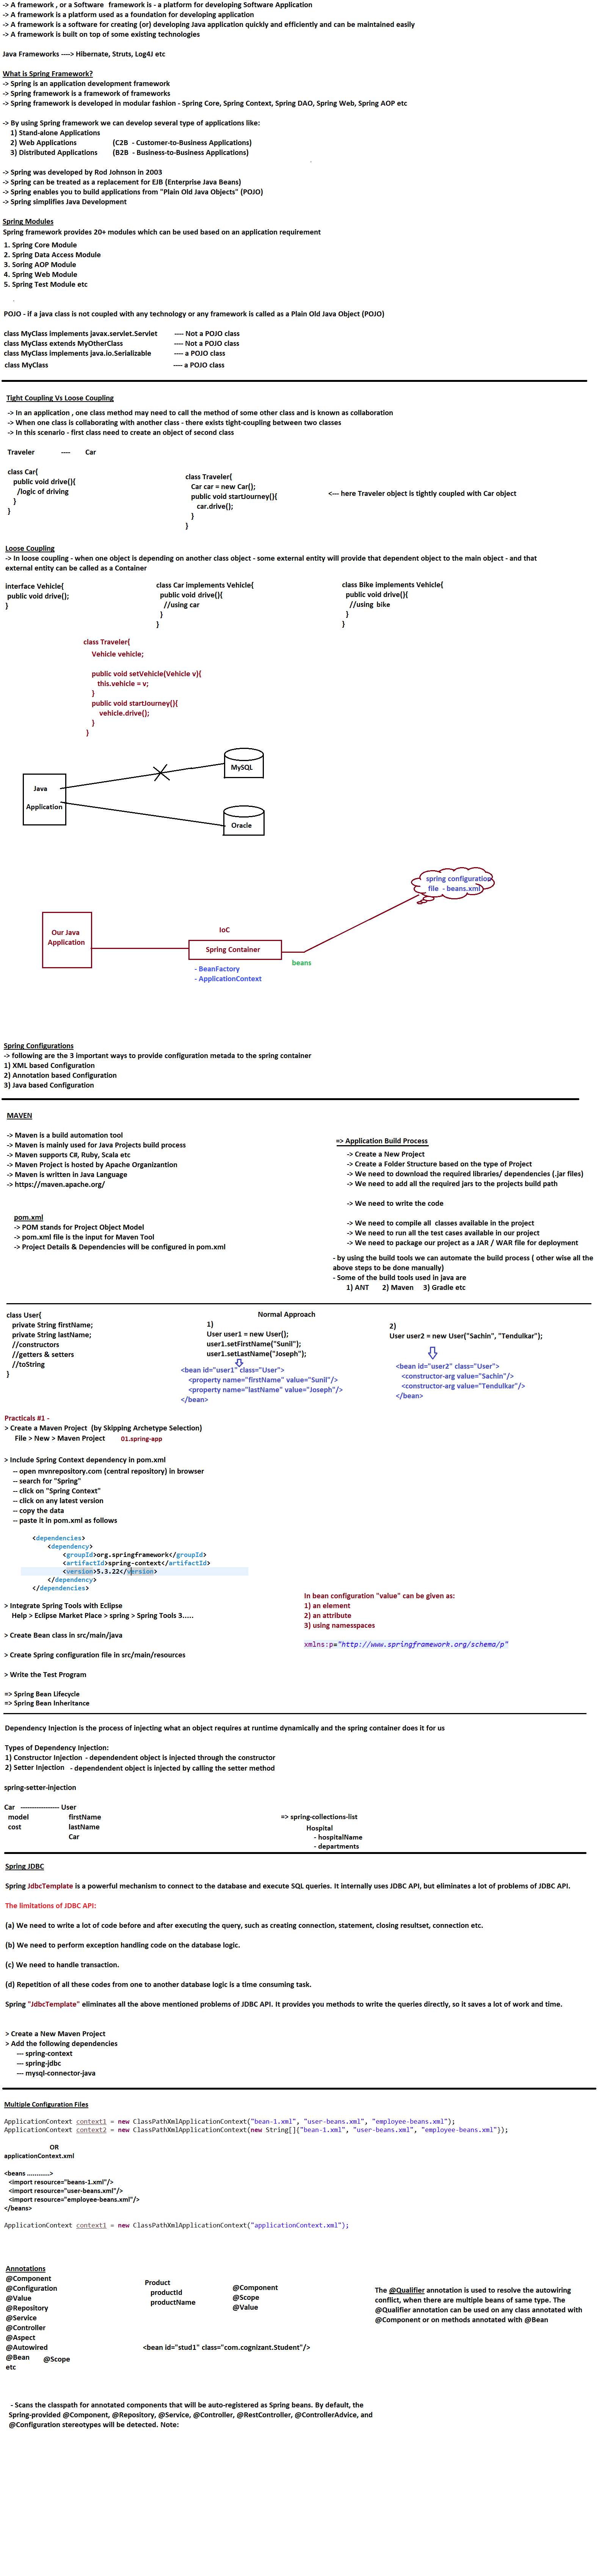 -> A framework , or a Software  framework is - a platform for developing Software Application
-> A framework is a platform used as a foundation for developing application
-> A framework is a software for creating (or) developing Java application quickly and efficiently and can be maintained easily
-> A framework is built on top of some existing technologies
Java Frameworks ----> Hibernate, Struts, Log4J etc
What is Spring Framework?
-> Spring is an application development framework
-> Spring framework is a framework of frameworks
-> Spring framework is developed in modular fashion - Spring Core, Spring Context, Spring DAO, Spring Web, Spring AOP etc
-> By using Spring framework we can develop several type of applications like:
1) Stand-alone Applications
2) Web Applications (C2B  - Customer-to-Business Applications)
3) Distributed Applications (B2B  - Business-to-Business Applications)
-> Spring was developed by Rod Johnson in 2003
-> Spring can be treated as a replacement for EJB (Enterprise Java Beans)
-> Spring enables you to build applications from "Plain Old Java Objects" (POJO)
-> Spring simplifies Java Development
Spring Modules
Spring framework provides 20+ modules which can be used based on an application requirement
1. Soring Core Module
2. Soring Data Access Module
3. Soring AOP Module
4. Spring Web Module
5. Spring Test Module etc
POJO - if a java class is not coupled with any technology or any framework is called as a Plain Old Java Object (POJO)
class MyClass implements javax.servlet.Servlet ---- Not a POJO class
class MyClass extends MyOtherClass ---- Not a POJO class
class MyClass implements java.io.Serializable ---- a POJO class
class MyClass ---- a POJO class
Tight Coupling Vs Loose Coupling
-> In an application , one class method may need to call the method of some other class and is known as collaboration
-> When one class is collaborating with another class - there exists tight-coupling between two classes
-> In this scenario - first class need to create an object of second class
Traveler ---- Car
class Car{
public void drive(){
/logic of driving
}
}
class Traveler{
Car car = new Car();
public void startJourney(){
car.drive();
}
}
<--- here Traveler object is tightly coupled with Car object
Loose Coupling
-> In loose coupling - when one object is depending on another class object - some external entity will provide that dependent object to the main object - and that
external entity can be called as a Container
interface Vehicle{
public void drive();
}
class Car implements Vehicle{
public void drive(){
//using car
}
}
class Bike implements Vehicle{
public void drive(){
//using  bike
}
}
class Traveler{
Vehicle vehicle;
public void setVehicle(Vehicle v){
this.vehicle = v;
}
public void startJourney(){
vehicle.drive();
}
}
Java
Application
MySQL
Oracle
spring configuration
file  - beans.xml
Our Java
Application
IoC
Spring Container
beans
- BeanFactory
- ApplicationContext
Spring Configurations
-> following are the 3 important ways to provide configuration metada to the spring container
1) XML based Configuration
2) Annotation based Configuration
3) Java based Configuration
MAVEN
-> Maven is a build automation tool
-> Maven is mainly used for Java Projects build process
-> Maven supports C#, Ruby, Scala etc
-> Maven Project is hosted by Apache Organizantion
-> Maven is written in Java Language
-> https://maven.apache.org/
pom.xml
-> POM stands for Project Object Model
-> pom.xml file is the input for Maven Tool
-> Project Details & Dependencies will be configured in pom.xml
=> Application Build Process
-> Create a New Project
-> Create a Folder Structure based on the type of Project
-> We need to download the required libraries/ dependencies (.jar files)
-> We need to add all the required jars to the projects build path
-> We need to write the code
-> We need to compile all  classes available in the project
-> We need to run all the test cases available in our project
-> We need to package our project as a JAR / WAR file for deployment
- by using the build tools we can automate the build process ( other wise all the
above steps to be done manually)
- Some of the build tools used in java are
1) ANT 2) Maven 3) Gradle etc
class User{
private String firstName;
private String lastName;
//constructors
//getters & setters
//toString
}
Normal Approach
1)
User user1 = new User();
user1.setFirstName("Sunil");
user1.setLastName("Joseph");
<bean id="user1" class="User">
<property name="firstName" value="Sunil"/>
<property name="lastName" value="Joseph"/>
</bean>
2)
User user2 = new User("Sachin", "Tendulkar");
<bean id="user2" class="User">
<constructor-arg value="Sachin"/>
<constructor-arg value="Tendulkar"/>
</bean>
Practicals #1 -
> Create a Maven Project  (by Skipping Archetype Selection)
File > New > Maven Project 01.spring-app
> Include Spring Context dependency in pom.xml
-- open mvnrepository.com (central repository) in browser
-- search for "Spring"
-- click on "Spring Context"
-- click on any latest version
-- copy the data
-- paste it in pom.xml as follows
<dependencies>
<dependency>
<groupId>org.springframework</groupId>
<artifactId>spring-context</artifactId>
<version>5.3.22</version>
</dependency>
</dependencies>
> Integrate Spring Tools with Eclipse
Help > Eclipse Market Place > spring > Spring Tools 3.....
> Create Bean class in src/main/java
> Create Spring configuration file in src/main/resources
> Write the Test Program
=> Spring Bean Lifecycle
=> Spring Bean Inheritance
In bean configuration "value" can be given as:
1) an element
2) an attribute
3) using namesspaces
xmlns:p="http://www.springframework.org/schema/p"
Dependency Injection is the process of injecting what an object requires at runtime dynamically and the spring container does it for us
Types of Dependency Injection:
1) Constructor Injection  - dependendent object is injected through the constructor
2) Setter Injection - dependendent object is injected by calling the setter method
spring-setter-injection
Car ----------------- User
model firstName
cost lastName
Car
=> spring-collections-list
Hospital
- hospitalName
- departments
Spring JDBC
Spring JdbcTemplate is a powerful mechanism to connect to the database and execute SQL queries. It internally uses JDBC API, but eliminates a lot of problems of JDBC API.
The limitations of JDBC API:
(a) We need to write a lot of code before and after executing the query, such as creating connection, statement, closing resultset, connection etc.
(b) We need to perform exception handling code on the database logic.
(c) We need to handle transaction.
(d) Repetition of all these codes from one to another database logic is a time consuming task.
Spring "JdbcTemplate" eliminates all the above mentioned problems of JDBC API. It provides you methods to write the queries directly, so it saves a lot of work and time.
> Create a New Maven Project
> Add the following dependencies
--- spring-context
--- spring-jdbc
--- mysql-connector-java
Multiple Configuration Files
ApplicationContext context1 = new ClassPathXmlApplicationContext("bean-1.xml", "user-beans.xml", "employee-beans.xml");
ApplicationContext context2 = new ClassPathXmlApplicationContext(new String[]{"bean-1.xml", "user-beans.xml", "employee-beans.xml"});
OR
applicationContext.xml
<beans ............>
<import resource="beans-1.xml"/>
<import resource="user-beans.xml"/>
<import resource="employee-beans.xml"/>
</beans>
ApplicationContext context1 = new ClassPathXmlApplicationContext("applicationContext.xml");
Annotations
@Component
@Configuration
@Value
@Repository
@Service
@Controller
@Aspect
@Autowired
@Bean @Scope
etc
Product
productId
productName
@Component
@Scope
@Value
<bean id="stud1" class="com.cognizant.Student"/>
The @Qualifier annotation is used to resolve the autowiring
conflict, when there are multiple beans of same type. The
@Qualifier annotation can be used on any class annotated with
@Component or on methods annotated with @Bean
- Scans the classpath for annotated components that will be auto-registered as Spring beans. By default, the
Spring-provided @Component, @Repository, @Service, @Controller, @RestController, @ControllerAdvice, and
@Configuration stereotypes will be detected. Note: